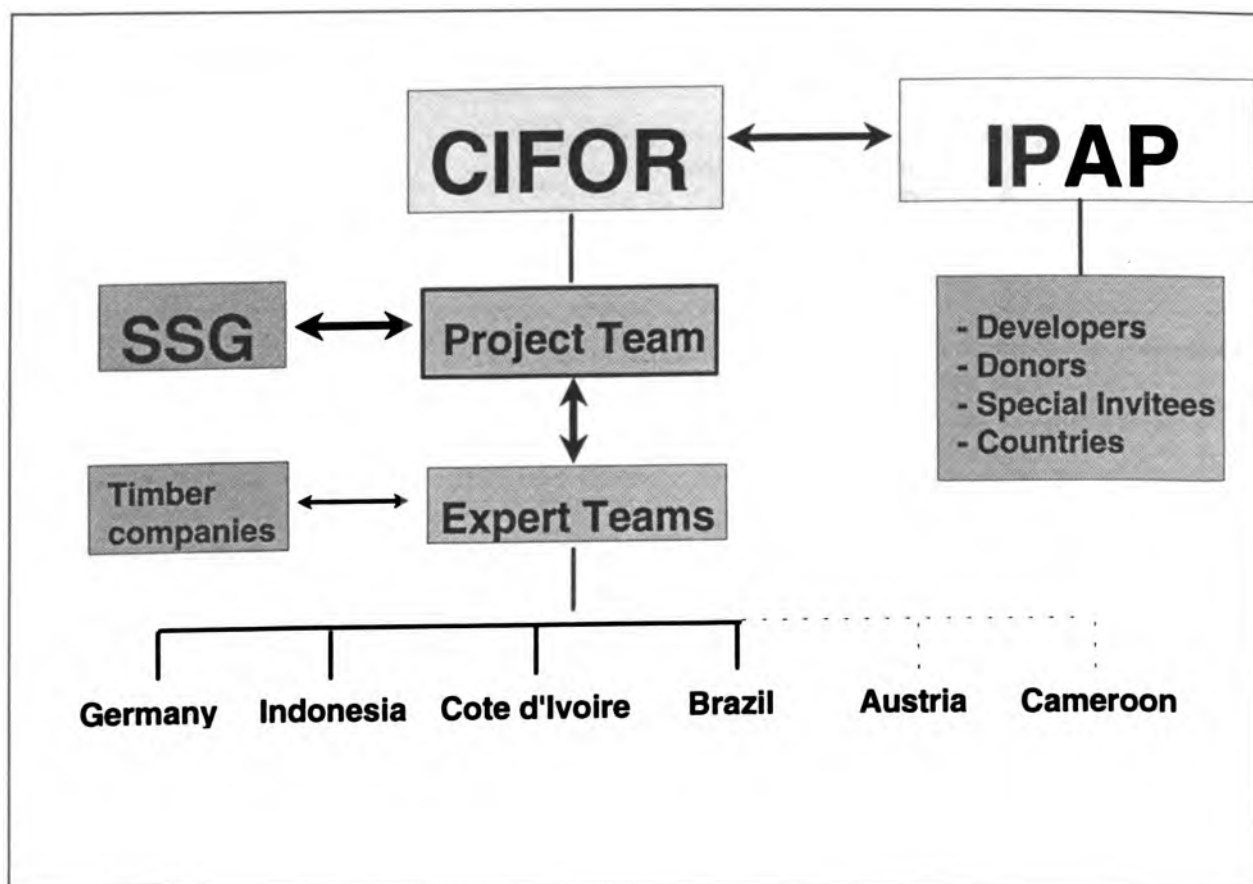 CIFOR
IPAP
SSG
Project Team
- Developers
- Donors
- Special Invitees
- Countries
Timber
companies
Expert Teams
Germany
Indonesia
Cote d'Ivoire
Brazil
Austria
Cameroon